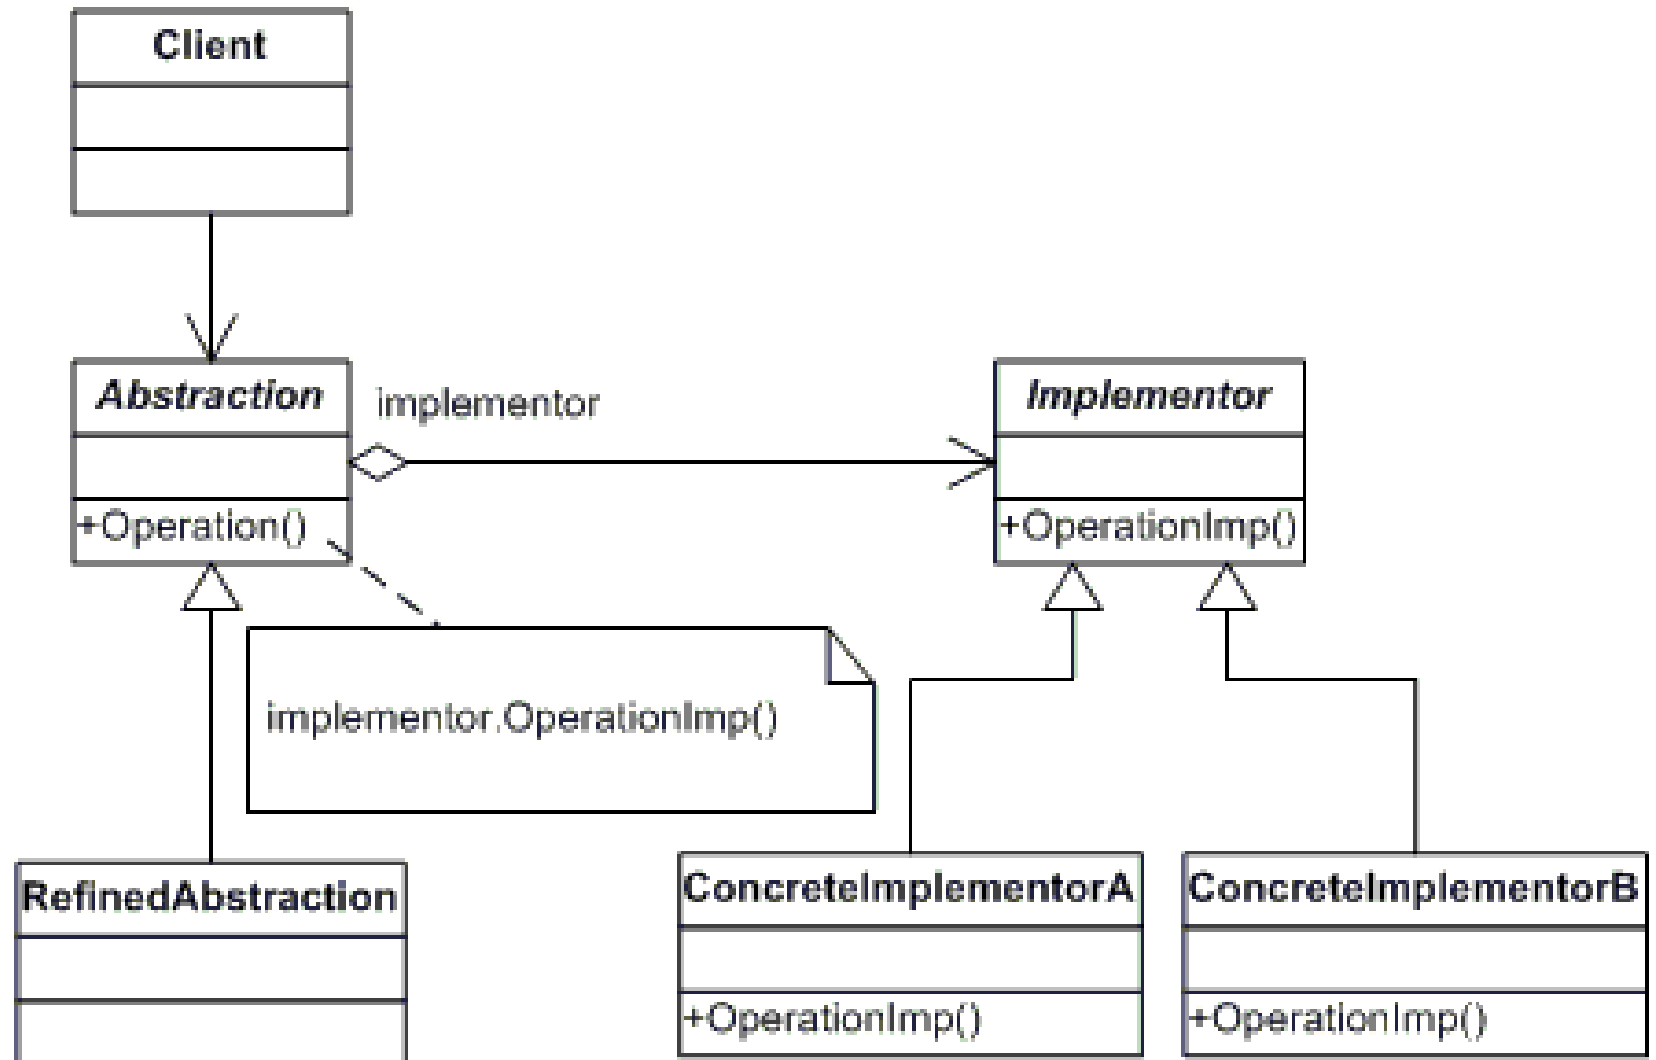 Client
Abstraction
implementor
Implementor
+Operation()
+OperationImp()
implementor.OperationImp()
RefinedAbstraction
ConcreteImplementorA
ConcreteImplementorB
+OperationImp()
+OperationImp()